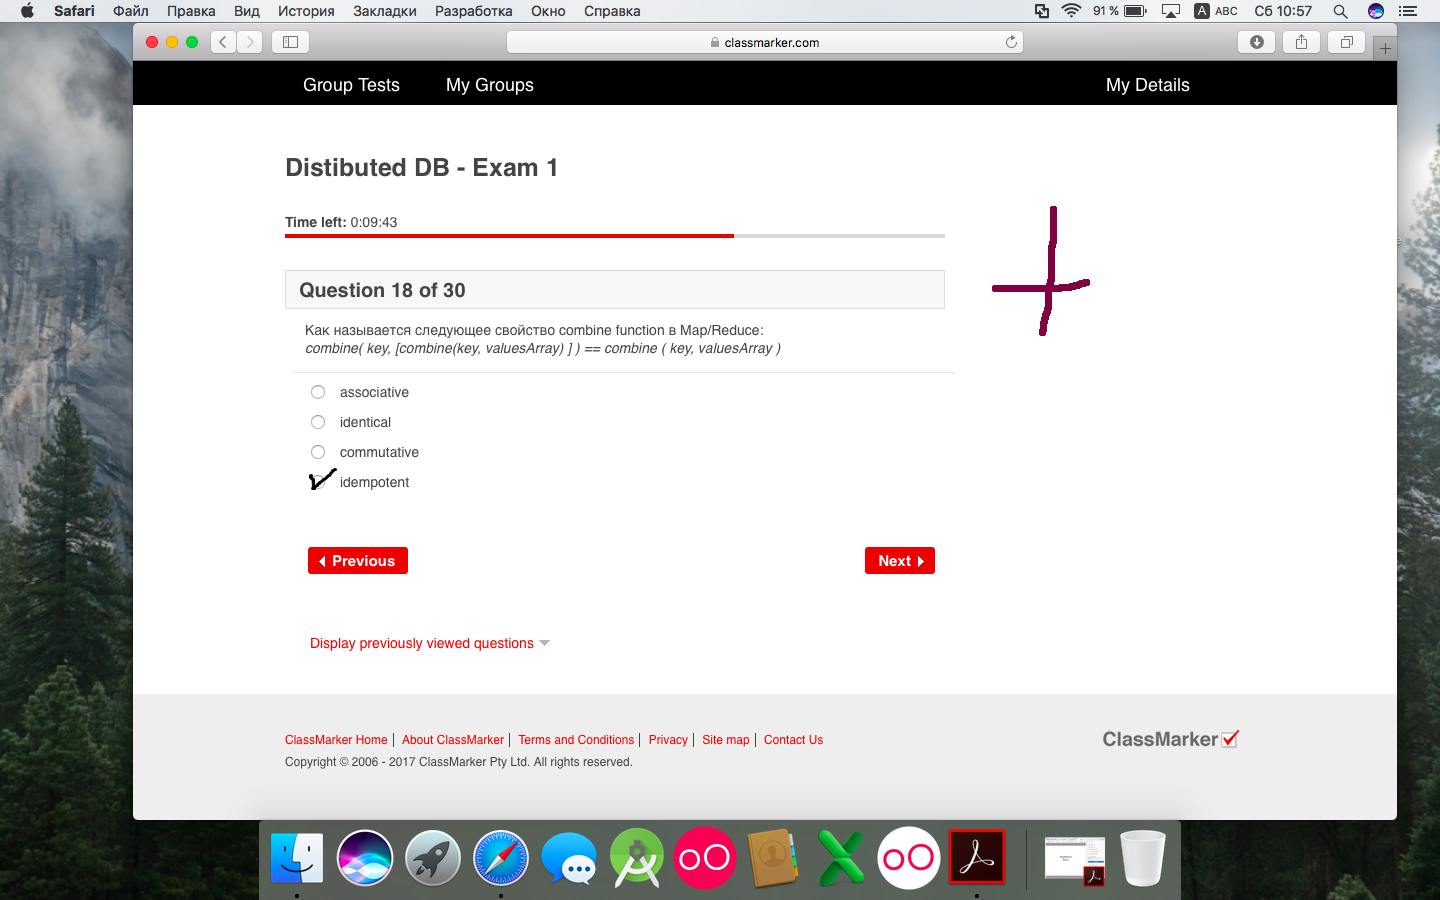 Safari Файл Правка Вид История Закладки Разработка Окно Справка 91 % A ABC Сб 10:57
classmarker.com
Group Tests My Groups My Details
Distibuted DB - Exam 1
Time left: 0:09:43
Question 18 of 30
Как называется следующее свойство combine function в Map/Reduce:
combine( key, [combine(key, valuesArray) ] ) == combine ( key, valuesArray )
associative
identical
commutative
idempotent
Previous Next
Display previously viewed questions
ClassMarker Home | About ClassMarker | Terms and Conditions | Privacy | Site map | Contact Us
ClassMarker
Copyright © 2006 - 2017 ClassMarker Pty Ltd. All rights reserved.